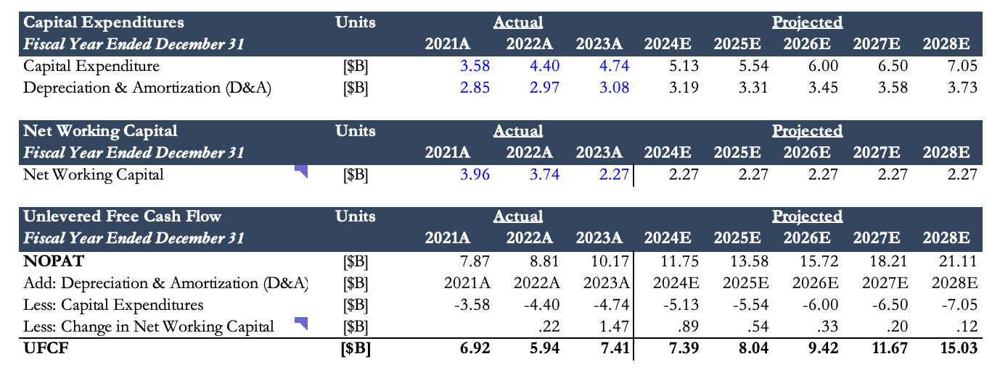 Capital Expenditures Units Actual Projected
Fiscal Year Ended December 31 2021A 2022A 2023A 2024E 2025E 2026E 2027E 2028E
Capital Expenditure [$B] 3.58 4.40 4.74 5.13 5.54 6.00 6.50 7.05
Depreciation & Amortization (D&A) [$B] 2.85 2.97 3.08 3.19 3.31 3.45 3.58 3.73
Net Working Capital Units Actual Projected
Fiscal Year Ended December 31 2021A 2022A 2023A 2024E 2025E 2026E 2027E 2028E
Net Working Capital [$B] 3.96 3.74 2.27 2.27 2.27 2.27 2.27 2.27
Unlevered Free Cash Flow Units Actual Projected
Fiscal Year Ended December 31 2021A 2022A 2023A 2024E 2025E 2026E 2027E 2028E
NOPAT [$B] 7.87 8.81 10.17 11.75 13.58 15.72 18.21 21.11
Add: Depreciation & Amortization (D&A) [$B] 2021A 2022A 2023A 2024E 2025E 2026E 2027E 2028E
Less: Capital Expenditures [$B] -3.58 -4.40 -4.74 -5.13 -5.54 -6.00 -6.50 -7.05
Less: Change in Net Working Capital [$B] .22 1.47 .89 .54 .33 .20 .12
UFCF [$B] 6.92 5.94 7.41 7.39 8.04 9.42 11.67 15.03